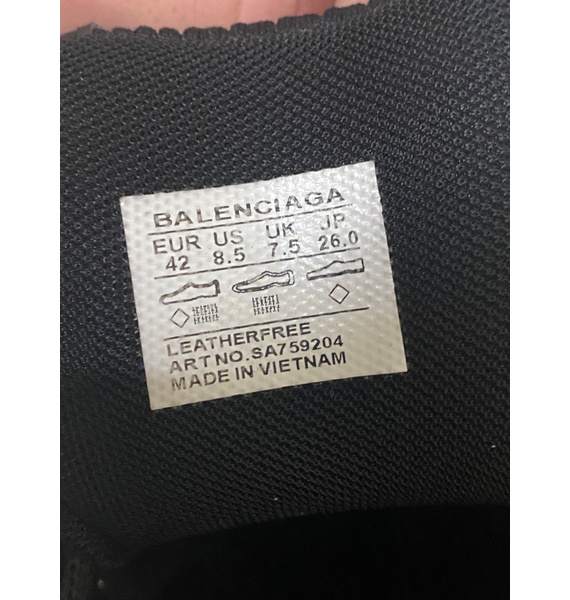 BALENCIAGA
EUR US UK JP
42 8.5 7.5 26.0
LEATHERFREE
ART NO.SA759204
MADE IN VIETNAM